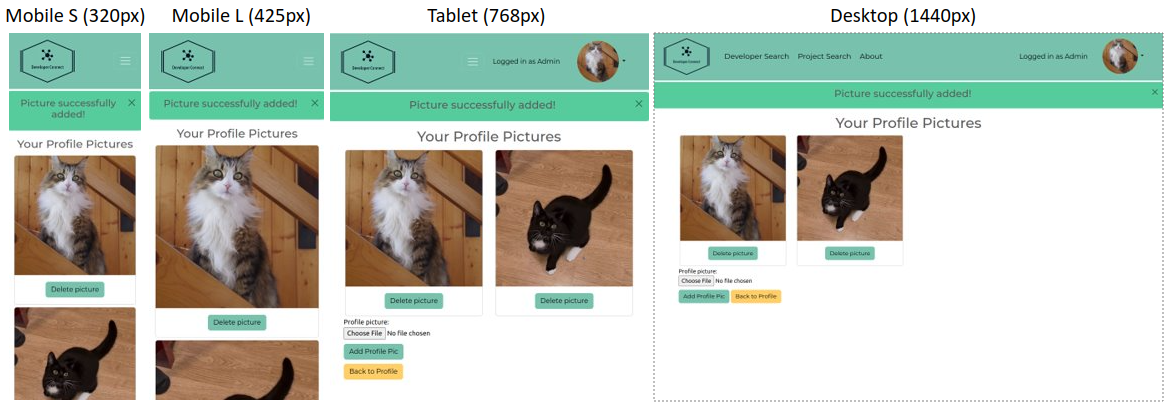 Mobile S (320px)
Developer Connect
Picture successfully
added!
×
Your Profile Pictures
Delete picture
Mobile L (425px)
Developer Connect
Picture successfully added!
×
Your Profile Pictures
Delete picture
Tablet (768px)
Developer Connect
Logged in as Admin
Picture successfully added!
×
Your Profile Pictures
Delete picture
Delete picture
Profile picture:
Choose File No file chosen
Add Profile Pic
Back to Profile
Desktop (1440px)
Developer Connect
Developer Search Project Search About
Logged in as Admin
Picture successfully added!
×
Your Profile Pictures
Delete picture
Delete picture
Profile picture:
Choose File No file chosen
Add Profile Pic Back to Profile